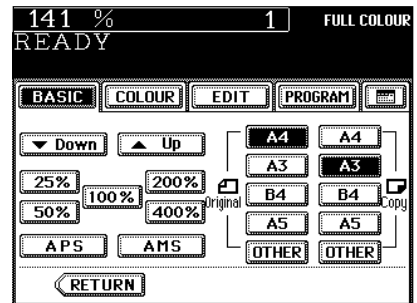 141 % 1 FULL COLOUR
READY
BASIC COLOUR EDIT PROGRAM
Down Up
25% 100% 200%
50% 400%
APS AMS
Original
A4 A4
A3 A3
B4 B4
A5 A5
OTHER OTHER
Copy
RETURN